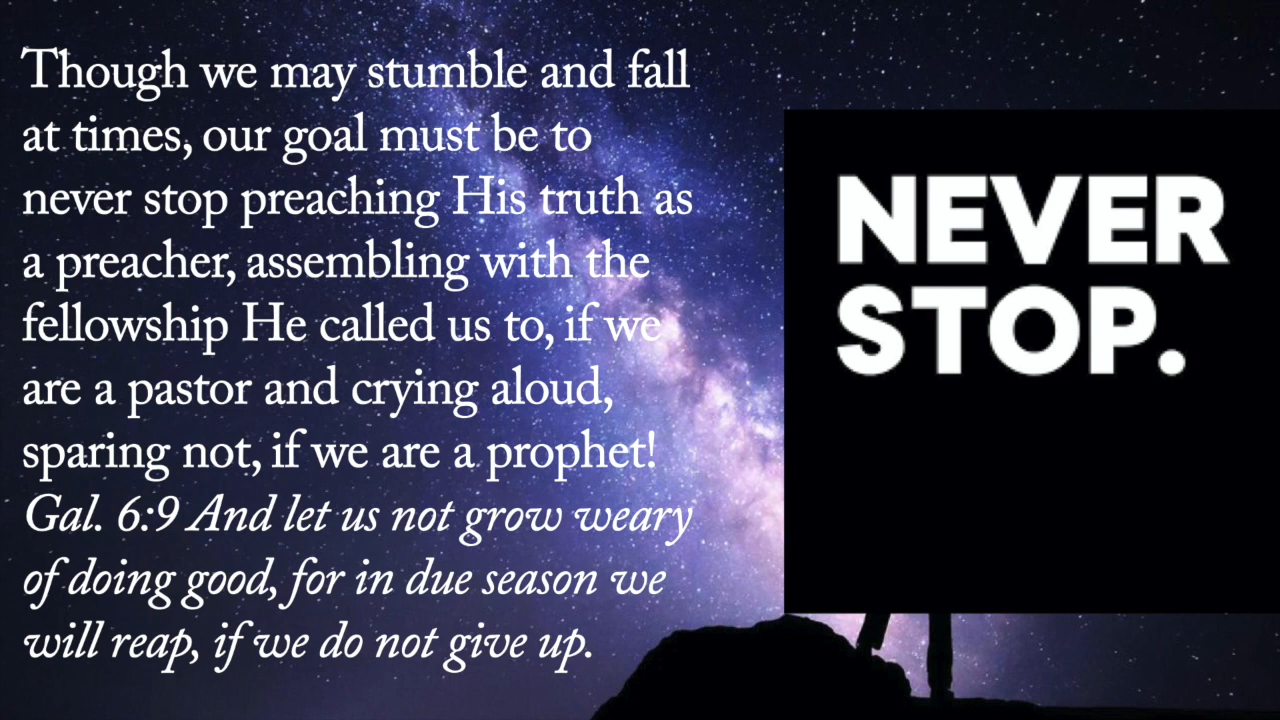 Though we may stumble and fall
at times, our goal must be to
never stop preaching His truth as
a preacher, assembling with the
fellowship He called us to, if we
are a pastor and crying aloud,
sparing not, if we are a prophet!
Gal. 6:9 And let us not grow weary
of doing good, for in due season we
will reap, if we do not give up.
NEVER
STOP.